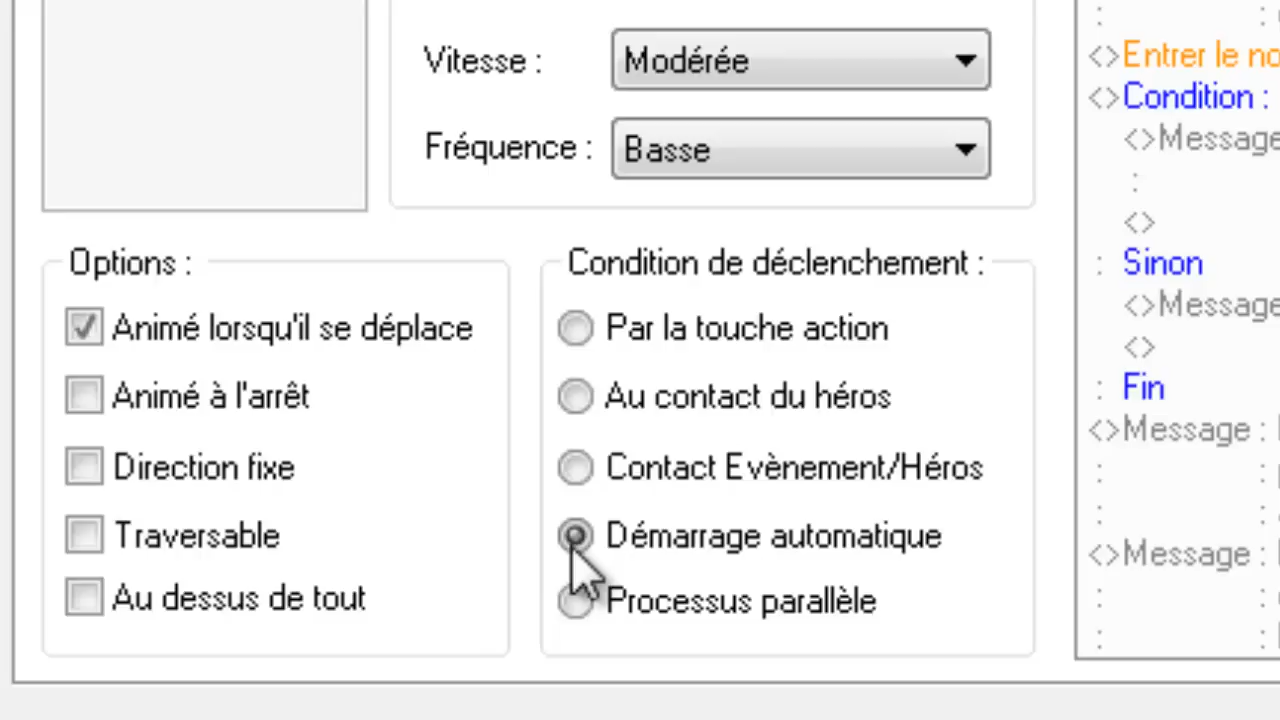 Vitesse :
Modérée
Fréquence :
Basse
Options :
Animé lorsqu'il se déplace
Animé à l'arrêt
Direction fixe
Traversable
Au dessus de tout
Condition de déclenchement :
Par la touche action
Au contact du héros
Contact Evènement/Héros
Démarrage automatique
Processus parallèle
: :
<>Entrer le
<>Condition :
<>Message
:
<>
: Sinon
<>Message
<>
: Fin
<>Message :
: :
: :
<>Message :
: :
: :